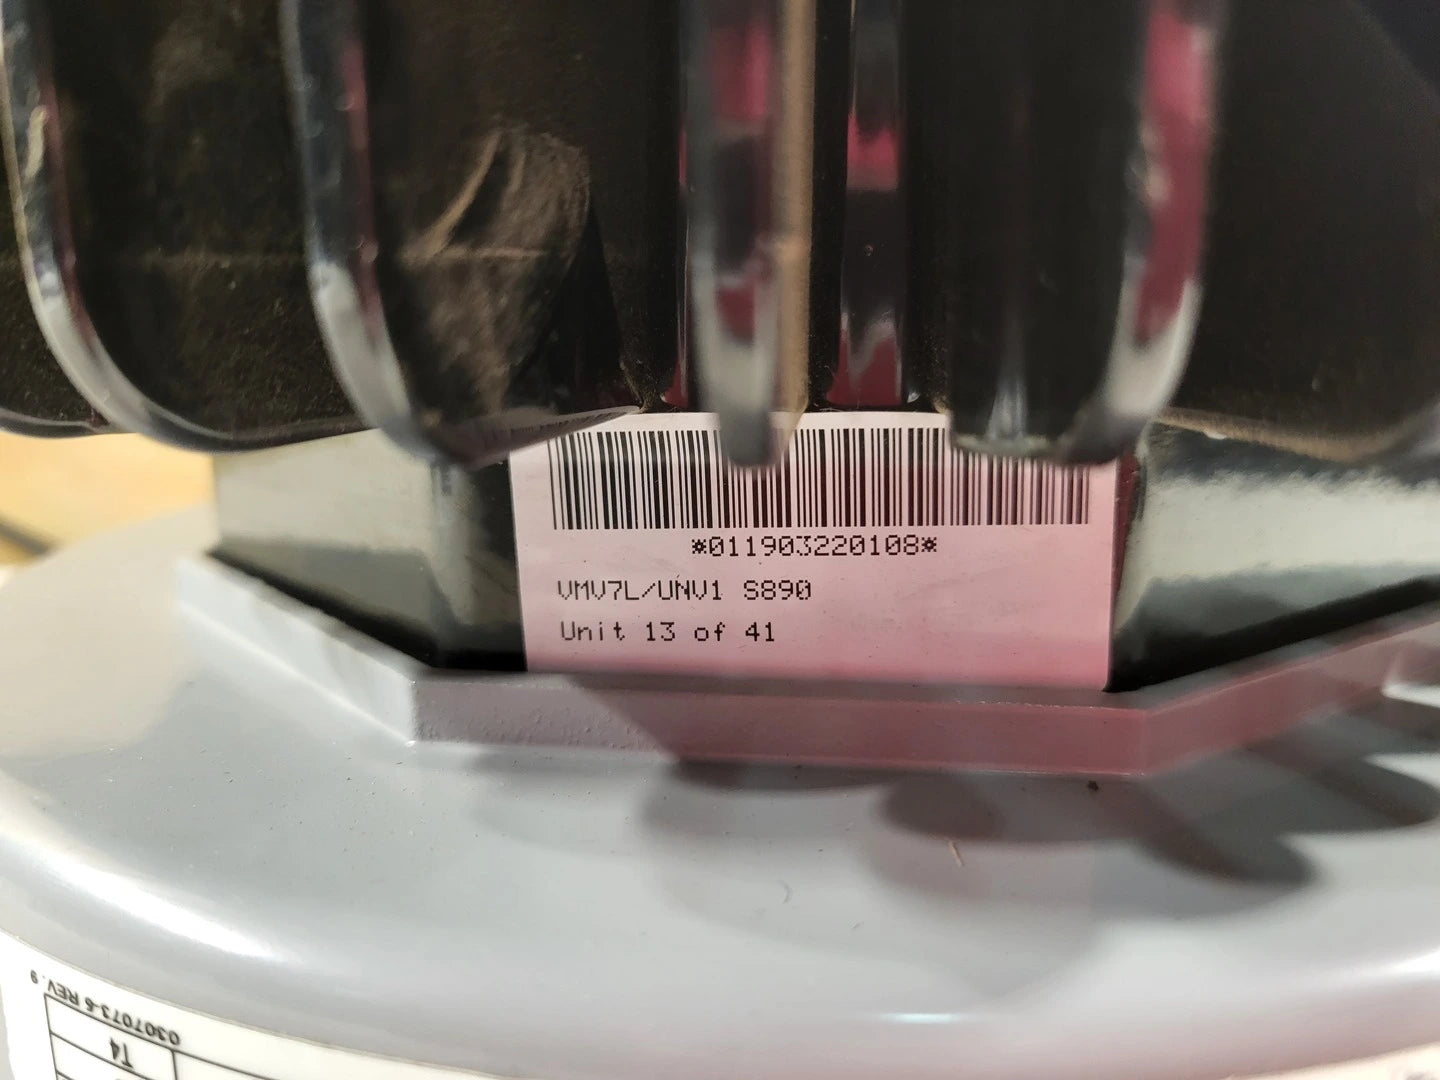 *011903220108*
VMV7L/UNV1 S890
Unit 13 of 41
0307073-6 REV. 9
T4